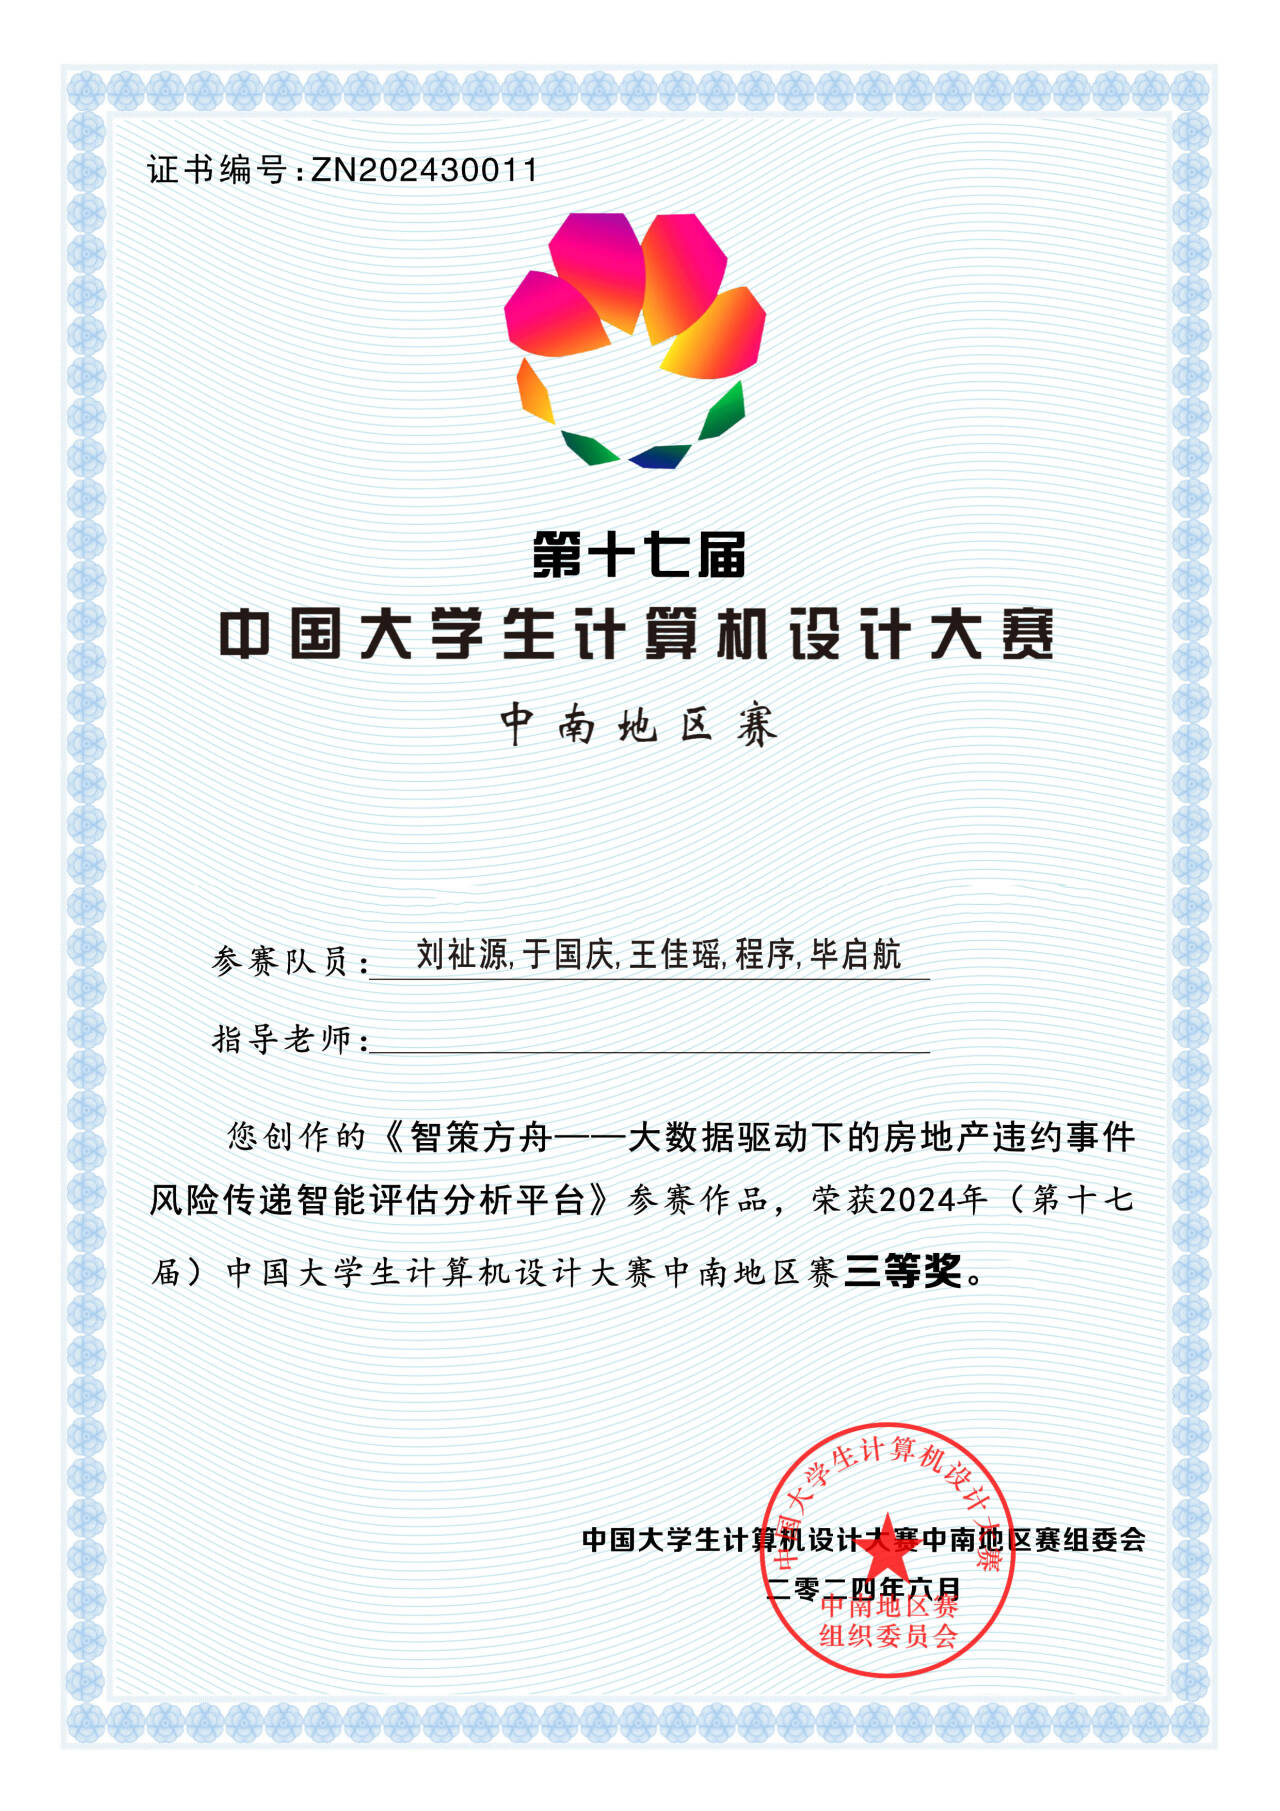 证书编号:ZN202430011
第十七届
中国大学生计算机设计大赛
中南地区赛
参赛队员: 刘祉源,于国庆,王佳瑶,程序,毕启航
指导老师:
您创作的《智策方舟——大数据驱动下的房地产违约事件
风险传递智能评估分析平台》参赛作品，荣获2024年（第十七
届）中国大学生计算机设计大赛中南地区赛三等奖。
中国大学生计算机设计大赛中南地区赛组委会
二零二四年六月
中国大学生计算机设计大赛
中南地区赛
组织委员会